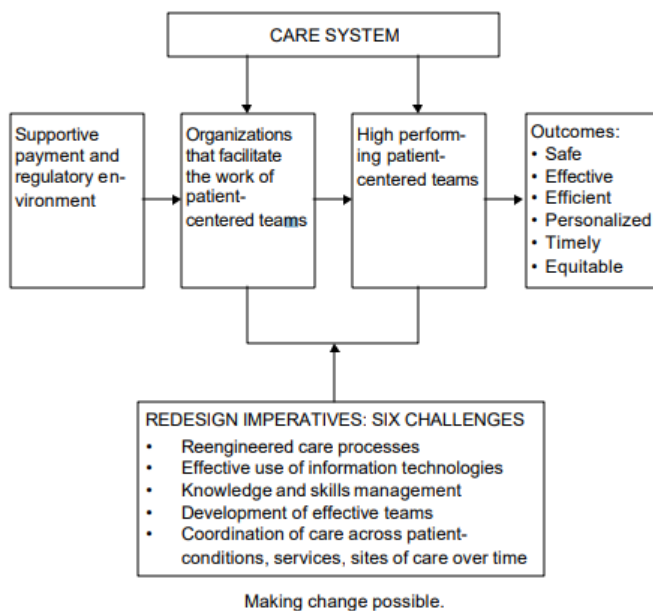 CARE SYSTEM
Supportive
payment and
regulatory en-
vironment
Organizations
that facilitate
the work of
patient-
centered teams
High perform-
ing patient-
centered teams
Outcomes:
• Safe
• Effective
• Efficient
• Personalized
• Timely
• Equitable
REDESIGN IMPERATIVES: SIX CHALLENGES
• Reengineered care processes
• Effective use of information technologies
• Knowledge and skills management
• Development of effective teams
• Coordination of care across patient-
conditions, services, sites of care over time
Making change possible.